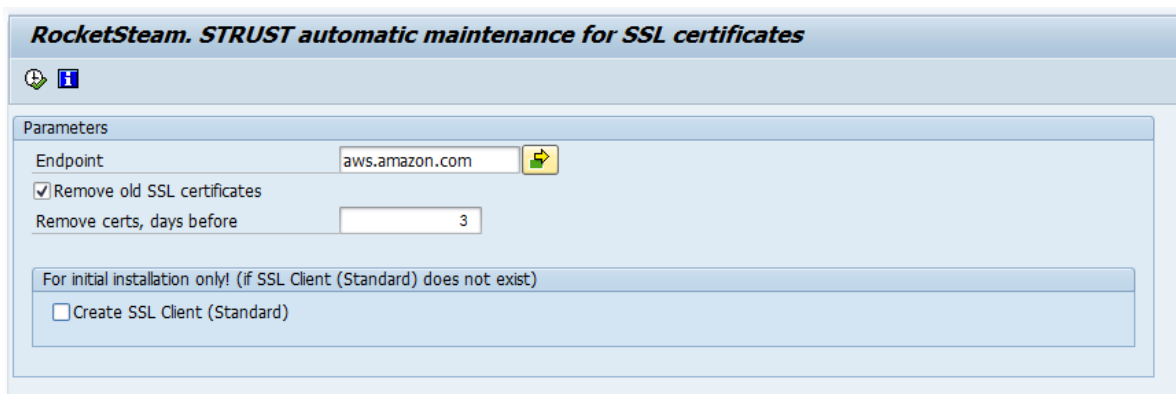 RocketSteam. STRUST automatic maintenance for SSL certificates
Parameters
Endpoint aws.amazon.com
Remove old SSL certificates
Remove certs, days before 3
For initial installation only! (if SSL Client (Standard) does not exist)
Create SSL Client (Standard)